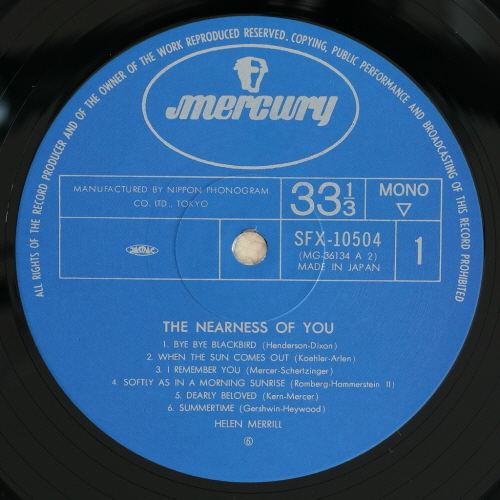 ALL RIGHTS OF THE RECORD PRODUCER AND OF THE OWNER OF THE WORK REPRODUCED RESERVED. COPYING, PUBLIC PERFORMANCE AND BROADCASTING OF THIS RECORD PROHIBITED
mercury
MANUFACTURED BY NIPPON PHONOGRAM
CO. LTD., TOKYO
33 1/3
MONO
▽
SFX-10504
(MG-36134 A 2)
MADE IN JAPAN
1
THE NEARNESS OF YOU
1. BYE BYE BLACKBIRD (Henderson-Dixon)
2. WHEN THE SUN COMES OUT (Koehler-Arlen)
3. I REMEMBER YOU (Mercer-Schertzinger)
4. SOFTLY AS IN A MORNING SUNRISE (Romberg-Hammerstein II)
5. DEARLY BELOVED (Kern-Mercer)
6. SUMMERTIME (Gershwin-Heywood)
HELEN MERRILL
⑥